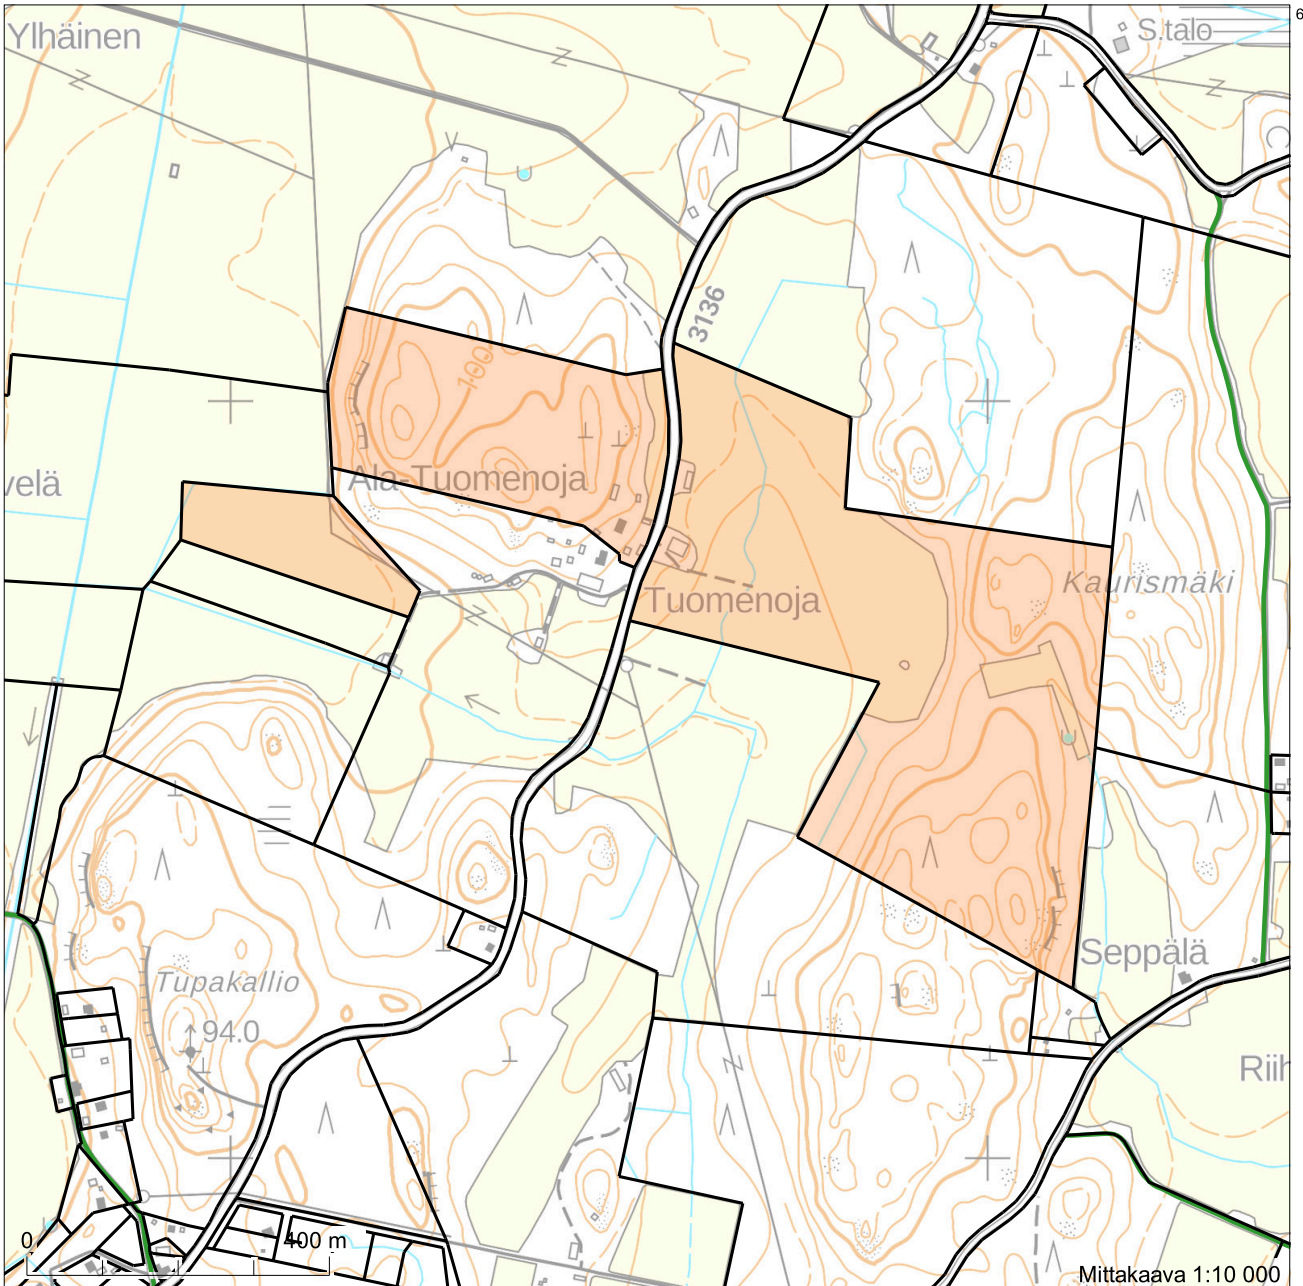 6
Ylhäinen
S.talo
3136
100
velä
Ala-Tuomenoja
Kaurismäki
Tuomenoja
Seppälä
Tupakallio
94.0
Riih
0
400 m
Mittakaava 1:10 000